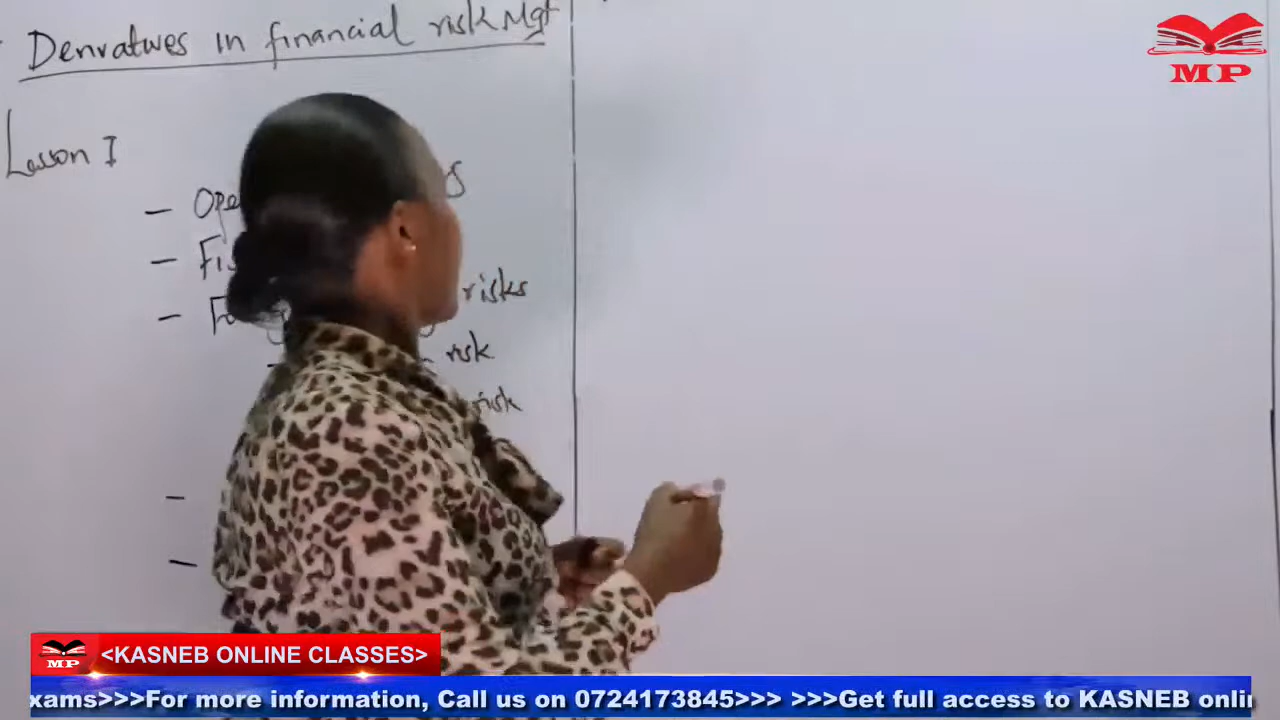 Derivatives in financial risk Mgt
MP
Lesson I
- Ope
- Fi
- Fo risks
risk
risk
-
-
MP
<KASNEB ONLINE CLASSES>
xams>>>For more information, Call us on 0724173845>>> >>>Get full access to KASNEB onli